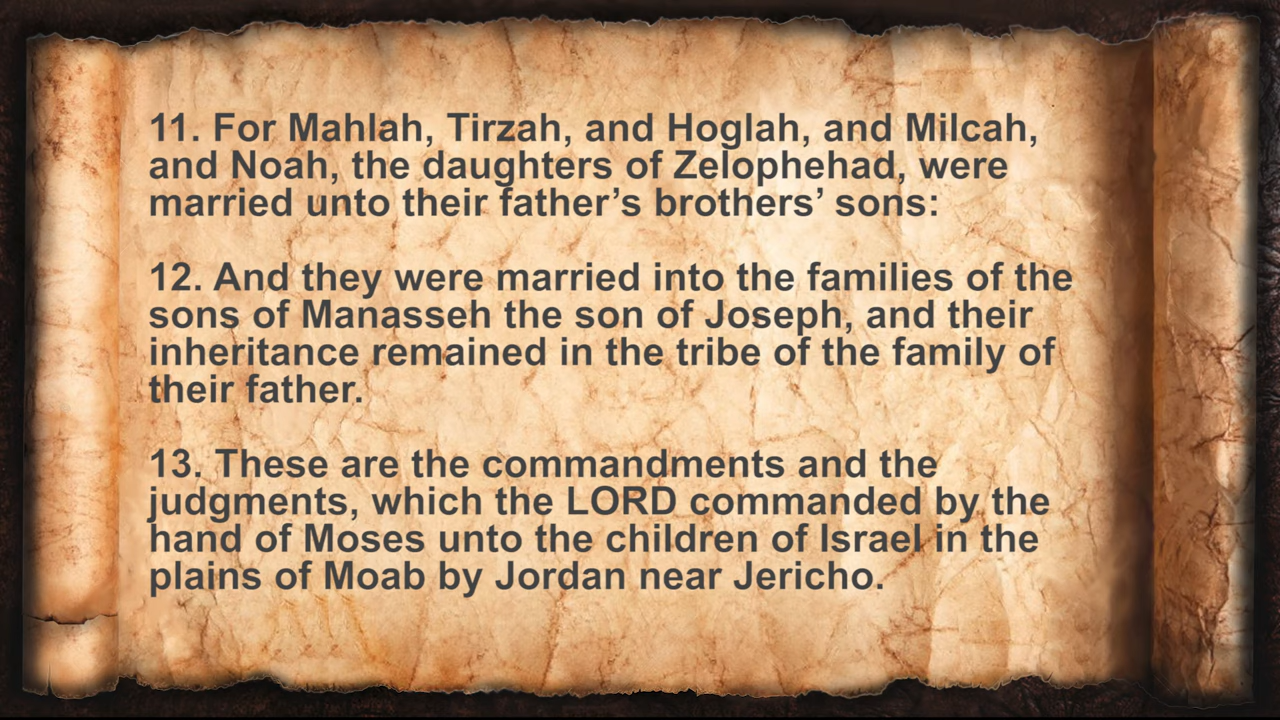 11. For Mahlah, Tirzah, and Hoglah, and Milcah,
and Noah, the daughters of Zelophehad, were
married unto their father’s brothers’ sons:
12. And they were married into the families of the
sons of Manasseh the son of Joseph, and their
inheritance remained in the tribe of the family of
their father.
13. These are the commandments and the
judgments, which the LORD commanded by the
hand of Moses unto the children of Israel in the
plains of Moab by Jordan near Jericho.